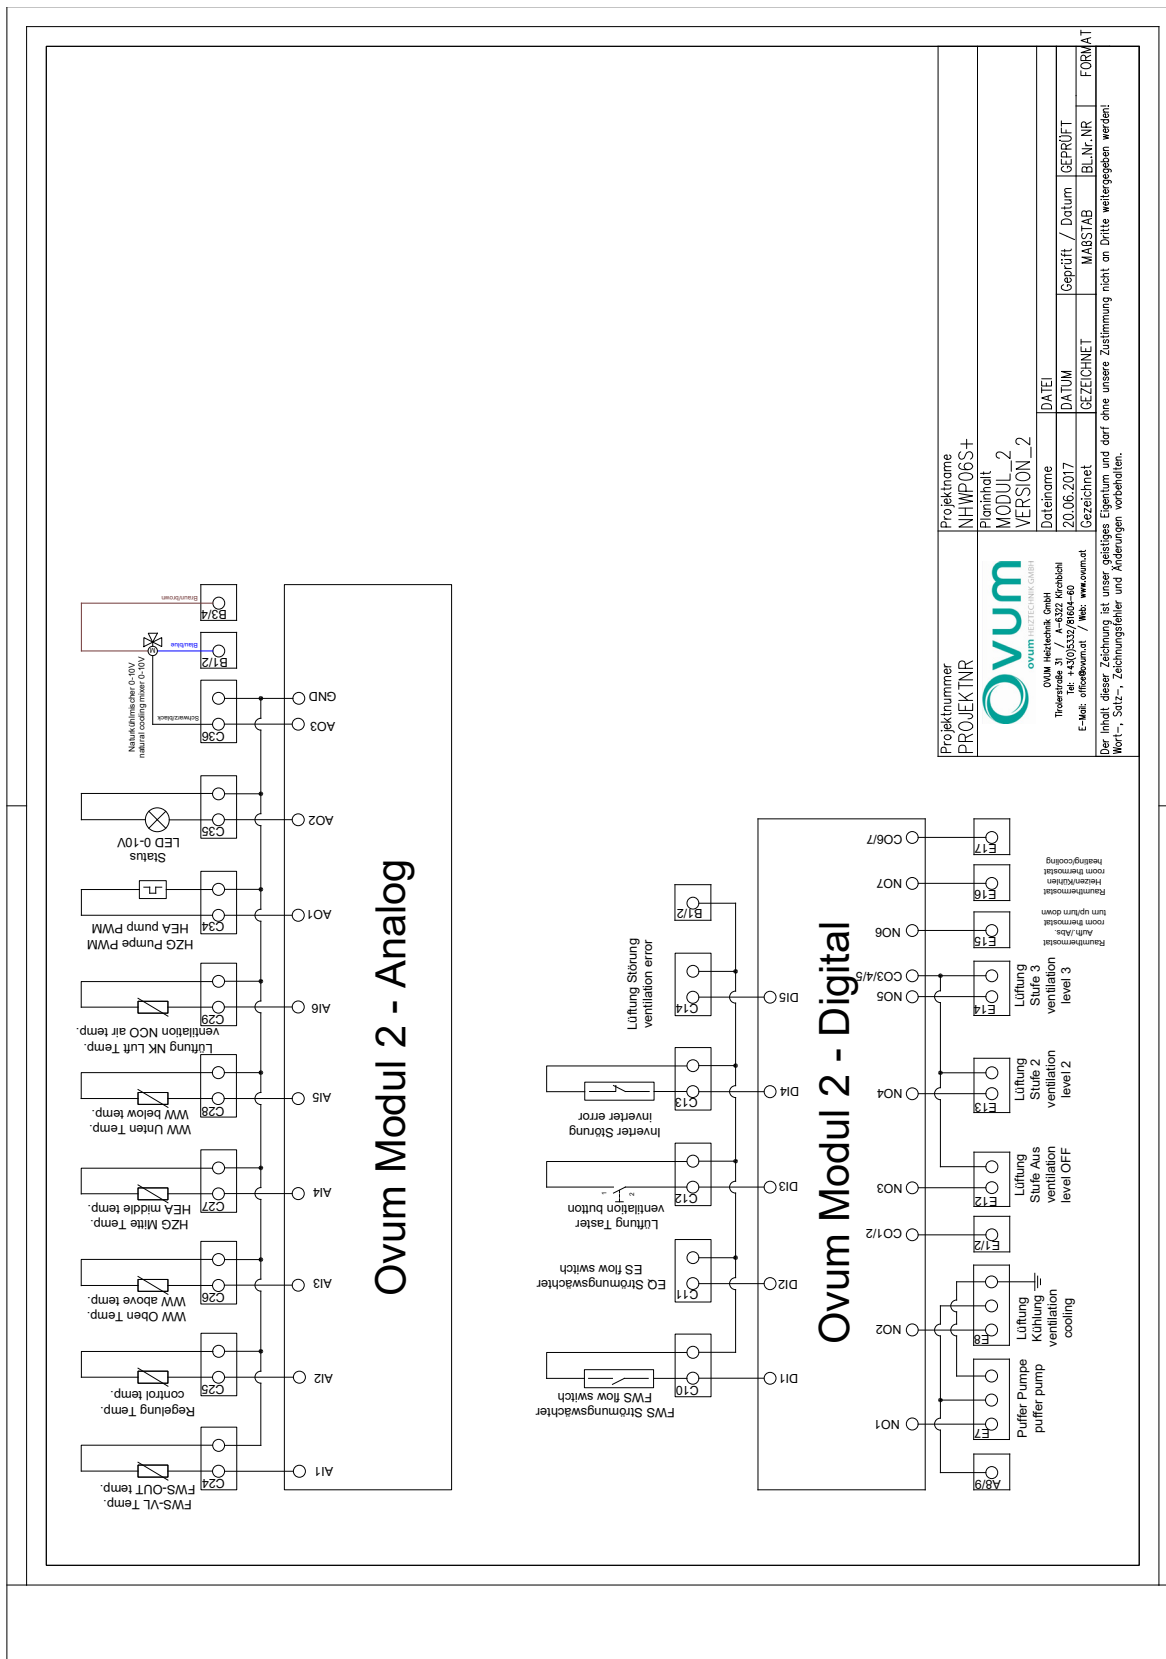 Ovum Modul 2 - Analog
FWS-VL Temp.
FWS-OUT temp.
C24
AI1
Regelung Temp.
control temp.
C25
AI2
WW Oben Temp.
WW above temp.
C26
AI3
HZG Mitte Temp.
HEA middle temp.
C27
AI4
WW Unten Temp.
WW below temp.
C28
AI5
Lüftung NK Luft Temp.
ventilation NCO air temp.
C29
AI6
HZG Pumpe PWM
HEA pump PWM
C34
AO1
Status
LED 0-10V
C35
AO2
Naturkühlmischer 0-10V
natural cooling mixer 0-10V
M
Schwarz/black
C36
AO3
GND
Blau/blue
B1/2
Braun/brown
B3/4
Ovum Modul 2 - Digital
FWS Strömungswächter
FWS flow switch
C10
DI1
EQ Strömungswächter
ES flow switch
C11
DI2
Lüftung Taster
ventilation button
1
2
C12
DI3
Inverter Störung
inverter error
C13
DI4
Lüftung Störung
ventilation error
C14
DI5
B1/2
A8/9
NO1
E7
Puffer Pumpe
puffer pump
NO2
E8
Lüftung
Kühlung
ventilation
cooling
CO1/2
E1/2
NO3
E12
Lüftung
Stufe Aus
ventilation
level OFF
NO4
E13
Lüftung
Stufe 2
ventilation
level 2
NO5
CO3/4/5
E14
Lüftung
Stufe 3
ventilation
level 3
NO6
E15
Raumthermostat
Aufh./Abs.
room thermostat
turn up/turn down
NO7
E16
Raumthermostat
Heizen/Kühlen
room thermostat
heating/cooling
CO6/7
E17
Projektnummer
PROJEKTNR
Projektname
NHWP06S+
Planinhalt
MODUL_2
VERSION_2
Ovum
ovum HEIZTECHNIK GMBH
OVUM Heiztechnik GmbH
Tirolerstraße 31 / A-6322 Kirchbichl
Tel: +43(0)5332/81604-60
E-Mail: office@ovum.at / Web: www.ovum.at
Dateiname
DATEI
20.06.2017
DATUM
Geprüft / Datum
GEPRÜFT
Gezeichnet
GEZEICHNET
MAßSTAB
BL.Nr.NR
FORMAT
Der Inhalt dieser Zeichnung ist unser geistiges Eigentum und darf ohne unsere Zustimmung nicht an Dritte weitergegeben werden!
Wort-, Satz-, Zeichnungsfehler und Änderungen vorbehalten.